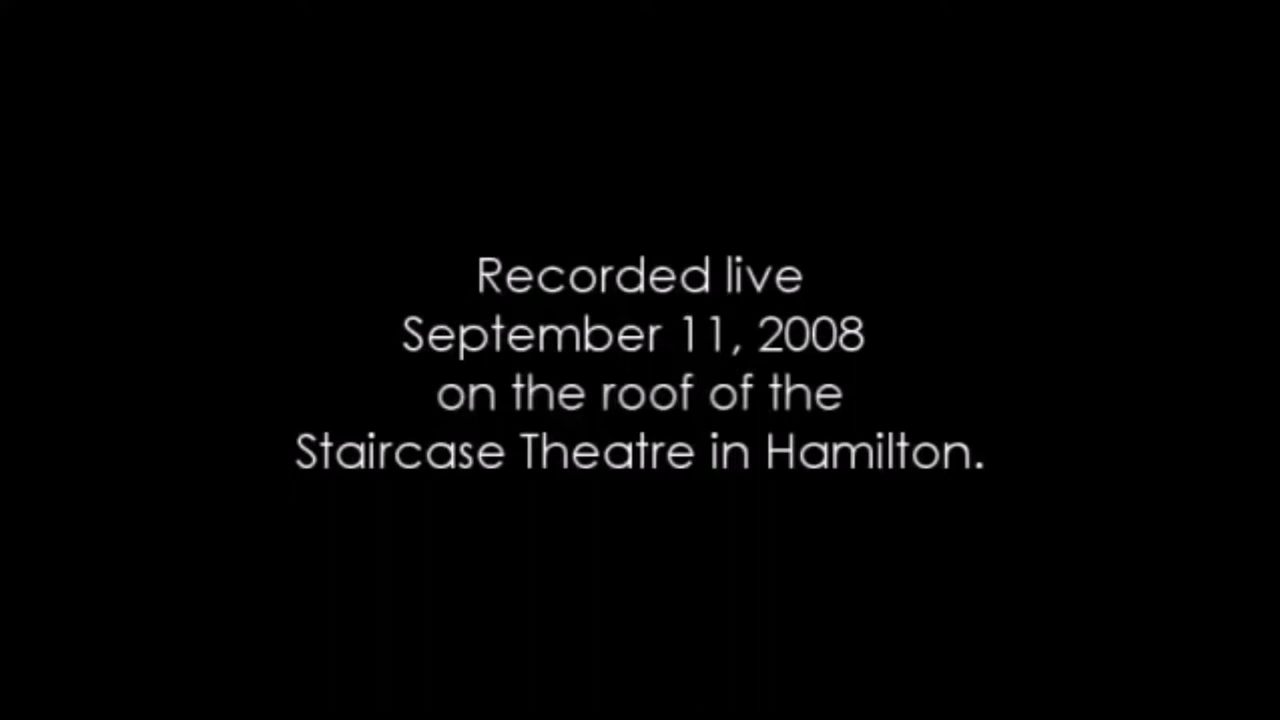 Recorded live
September 11, 2008
on the roof of the
Staircase Theatre in Hamilton.